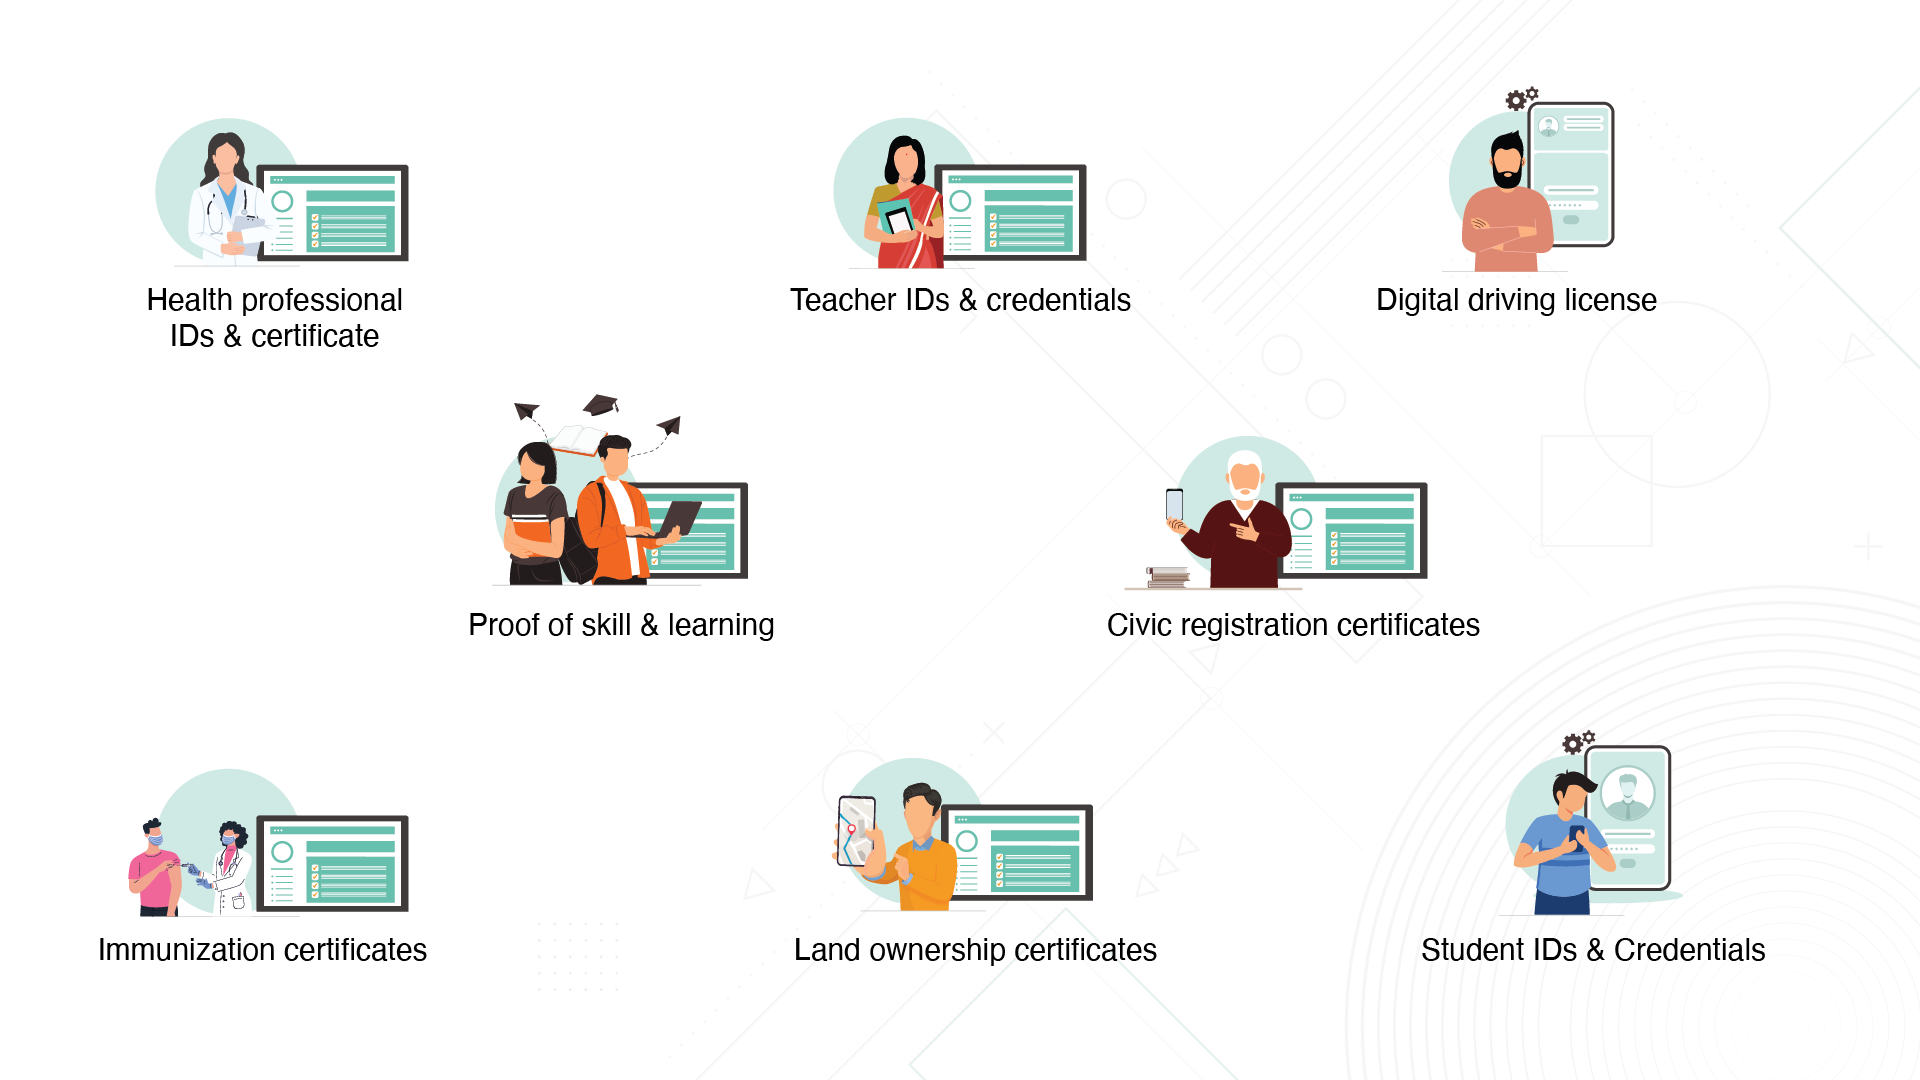 Health professional
IDs & certificate
Teacher IDs & credentials
Digital driving license
Proof of skill & learning
Civic registration certificates
Immunization certificates
Land ownership certificates
Student IDs & Credentials